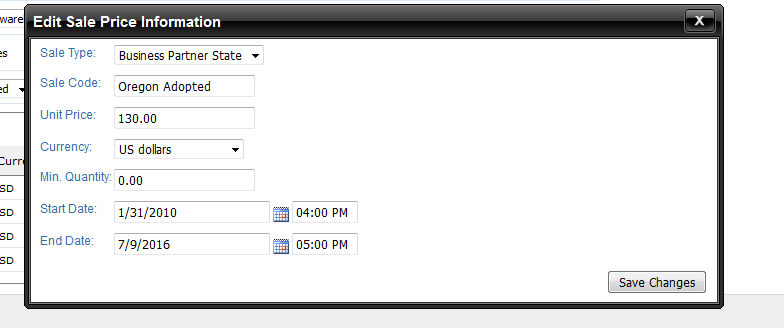 Edit Sale Price Information
X
ware
Sale Type: Business Partner State
es
Sale Code: Oregon Adopted
ed
Unit Price: 130.00
Currency: US dollars
Curre
Min. Quantity: 0.00
SD
Start Date: 1/31/2010 04:00 PM
SD
End Date: 7/9/2016 05:00 PM
SD
SD
Save Changes